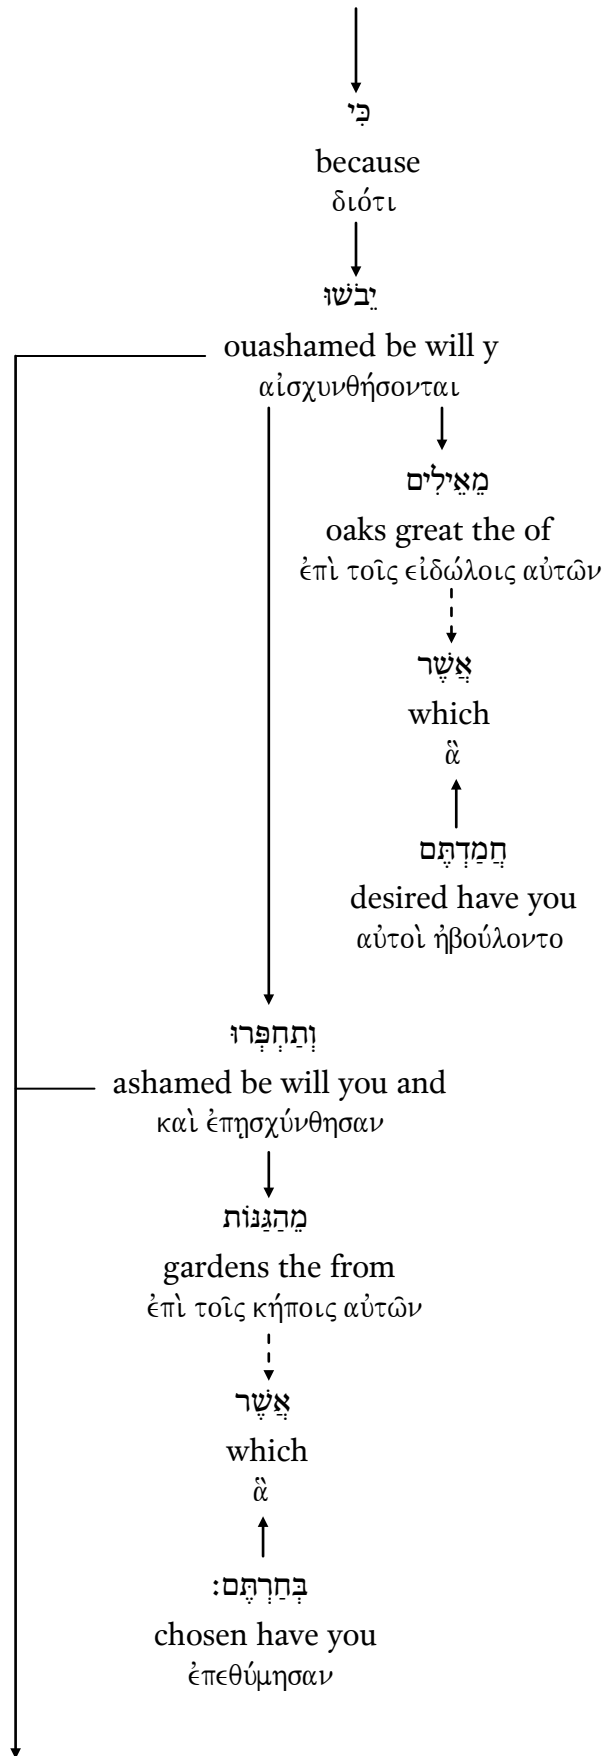 כִּי
because
διότι
יֵבֹשׁוּ
ouashamed be will y
αἰσχυνθήσονται
מֵאֵילִים
oaks great the of
ἐπὶ τοῖς εἰδώλοις αὐτῶν
אֲשֶׁר
which
ἃ
חֲמַדְתֶּם
desired have you
αὐτοὶ ἠβούλοντο
וְתַחְפְּרוּ
ashamed be will you and
καὶ ἐπῃσχύνθησαν
מֵהַגַּנּוֹת
gardens the from
ἐπὶ τοῖς κήποις αὐτῶν
אֲשֶׁר
which
ἃ
בְּחַרְתֶּם׃
chosen have you
ἐπεθύμησαν